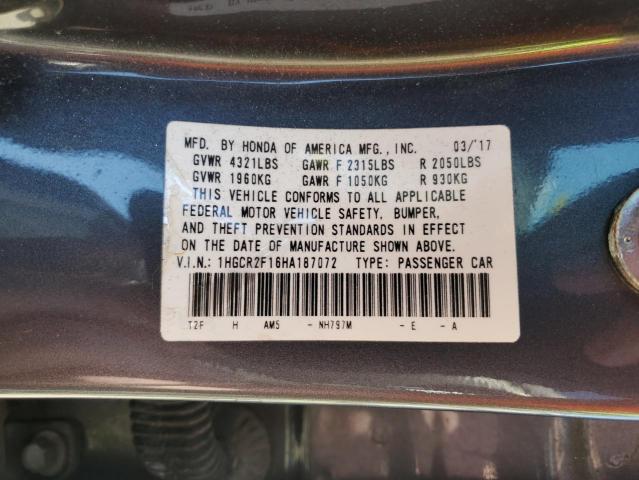 MFD. BY HONDA OF AMERICA MFG., INC. 03/'17
GVWR 4321LBS GAWR F 2315LBS R 2050LBS
GVWR 1960KG GAWR F 1050KG R 930KG
THIS VEHICLE CONFORMS TO ALL APPLICABLE
FEDERAL MOTOR VEHICLE SAFETY, BUMPER,
AND THEFT PREVENTION STANDARDS IN EFFECT
ON THE DATE OF MANUFACTURE SHOWN ABOVE.
V.I.N.: 1HGCR2F16HA187072 TYPE: PASSENGER CAR
T2F H AM5 - NH797M - E - A